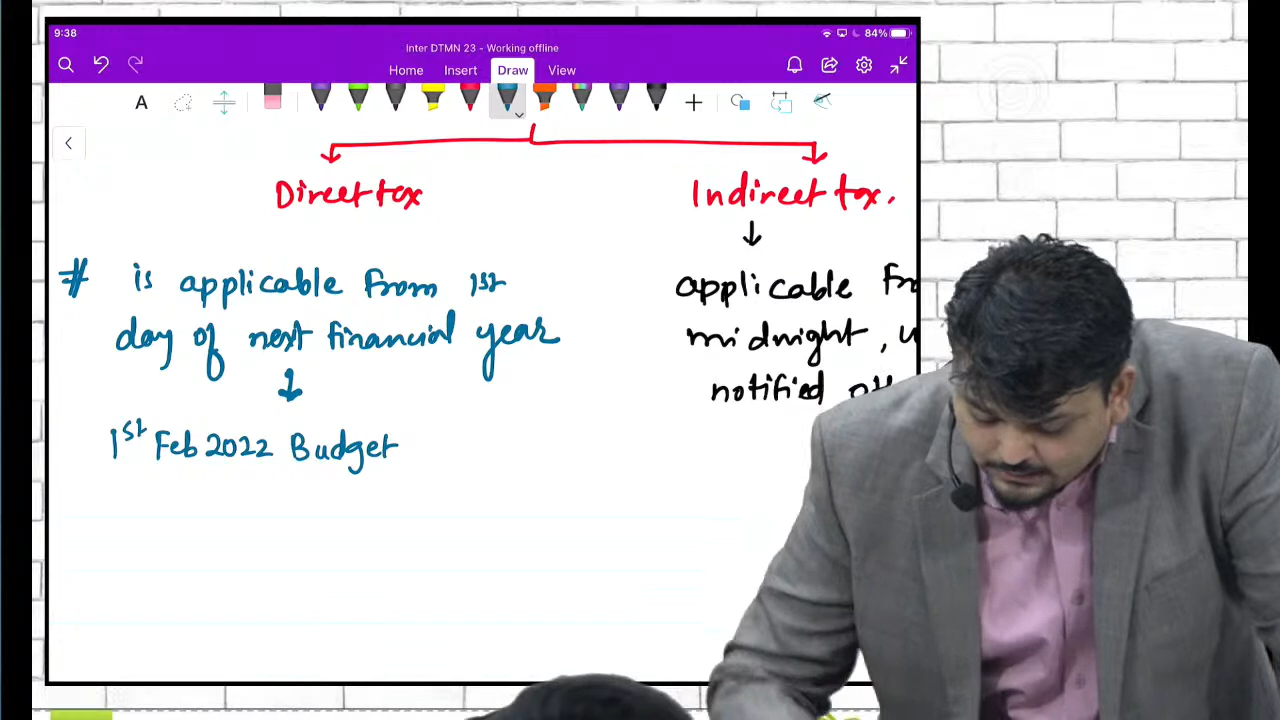 9:38
84%
Inter DTMN 23 - Working offline
Home Insert Draw View
A
Direct tax
Indirect tax.
# is applicable from 1st
day of next financial year
1st Feb 2022 Budget
applicable
midnight,
notified